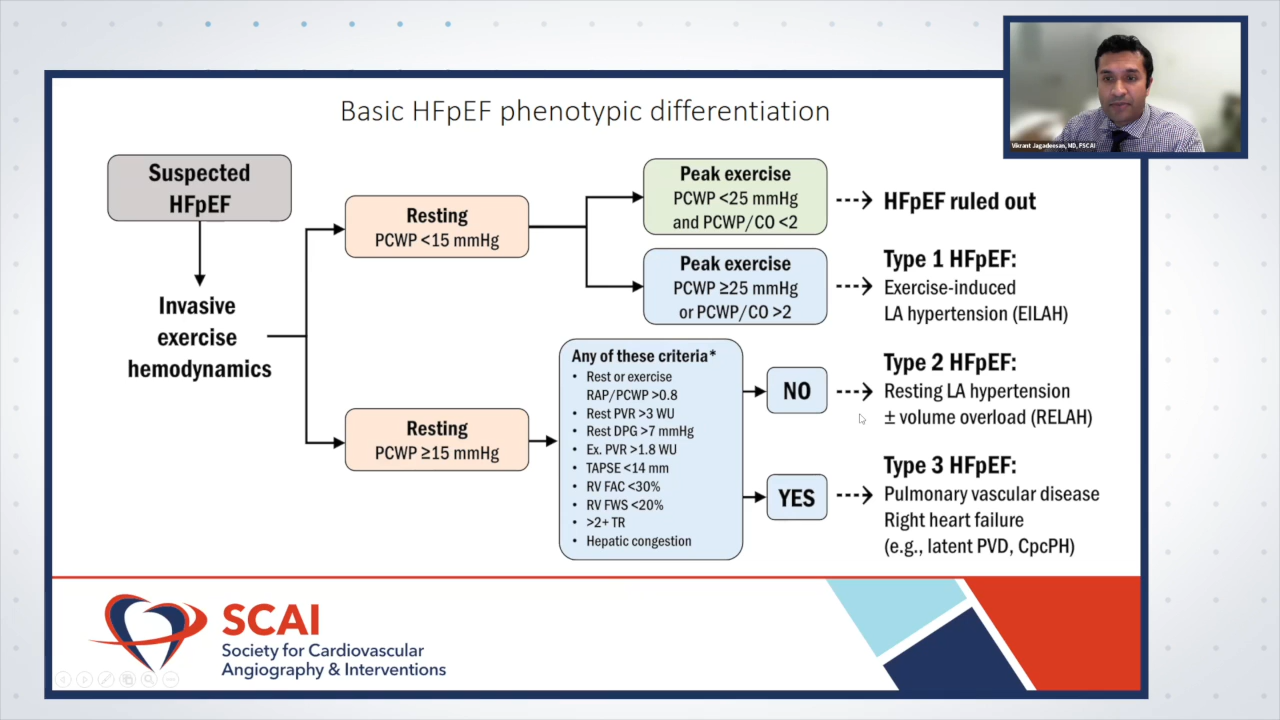 Vikrant Jagadeesan, MD, FSCAI
Basic HFpEF phenotypic differentiation
Suspected
HFpEF
Invasive
exercise
hemodynamics
Resting
PCWP <15 mmHg
Resting
PCWP ≥15 mmHg
Peak exercise
PCWP <25 mmHg
and PCWP/CO <2
Peak exercise
PCWP ≥25 mmHg
or PCWP/CO >2
Any of these criteria*
• Rest or exercise
RAP/PCWP >0.8
• Rest PVR >3 WU
• Rest DPG >7 mmHg
• Ex. PVR >1.8 WU
• TAPSE <14 mm
• RV FAC <30%
• RV FWS <20%
• >2+ TR
• Hepatic congestion
NO
YES
HFpEF ruled out
Type 1 HFpEF:
Exercise-induced
LA hypertension (EILAH)
Type 2 HFpEF:
Resting LA hypertension
± volume overload (RELAH)
Type 3 HFpEF:
Pulmonary vascular disease
Right heart failure
(e.g., latent PVD, CpcPH)
SCAI
Society for Cardiovascular
Angiography & Interventions